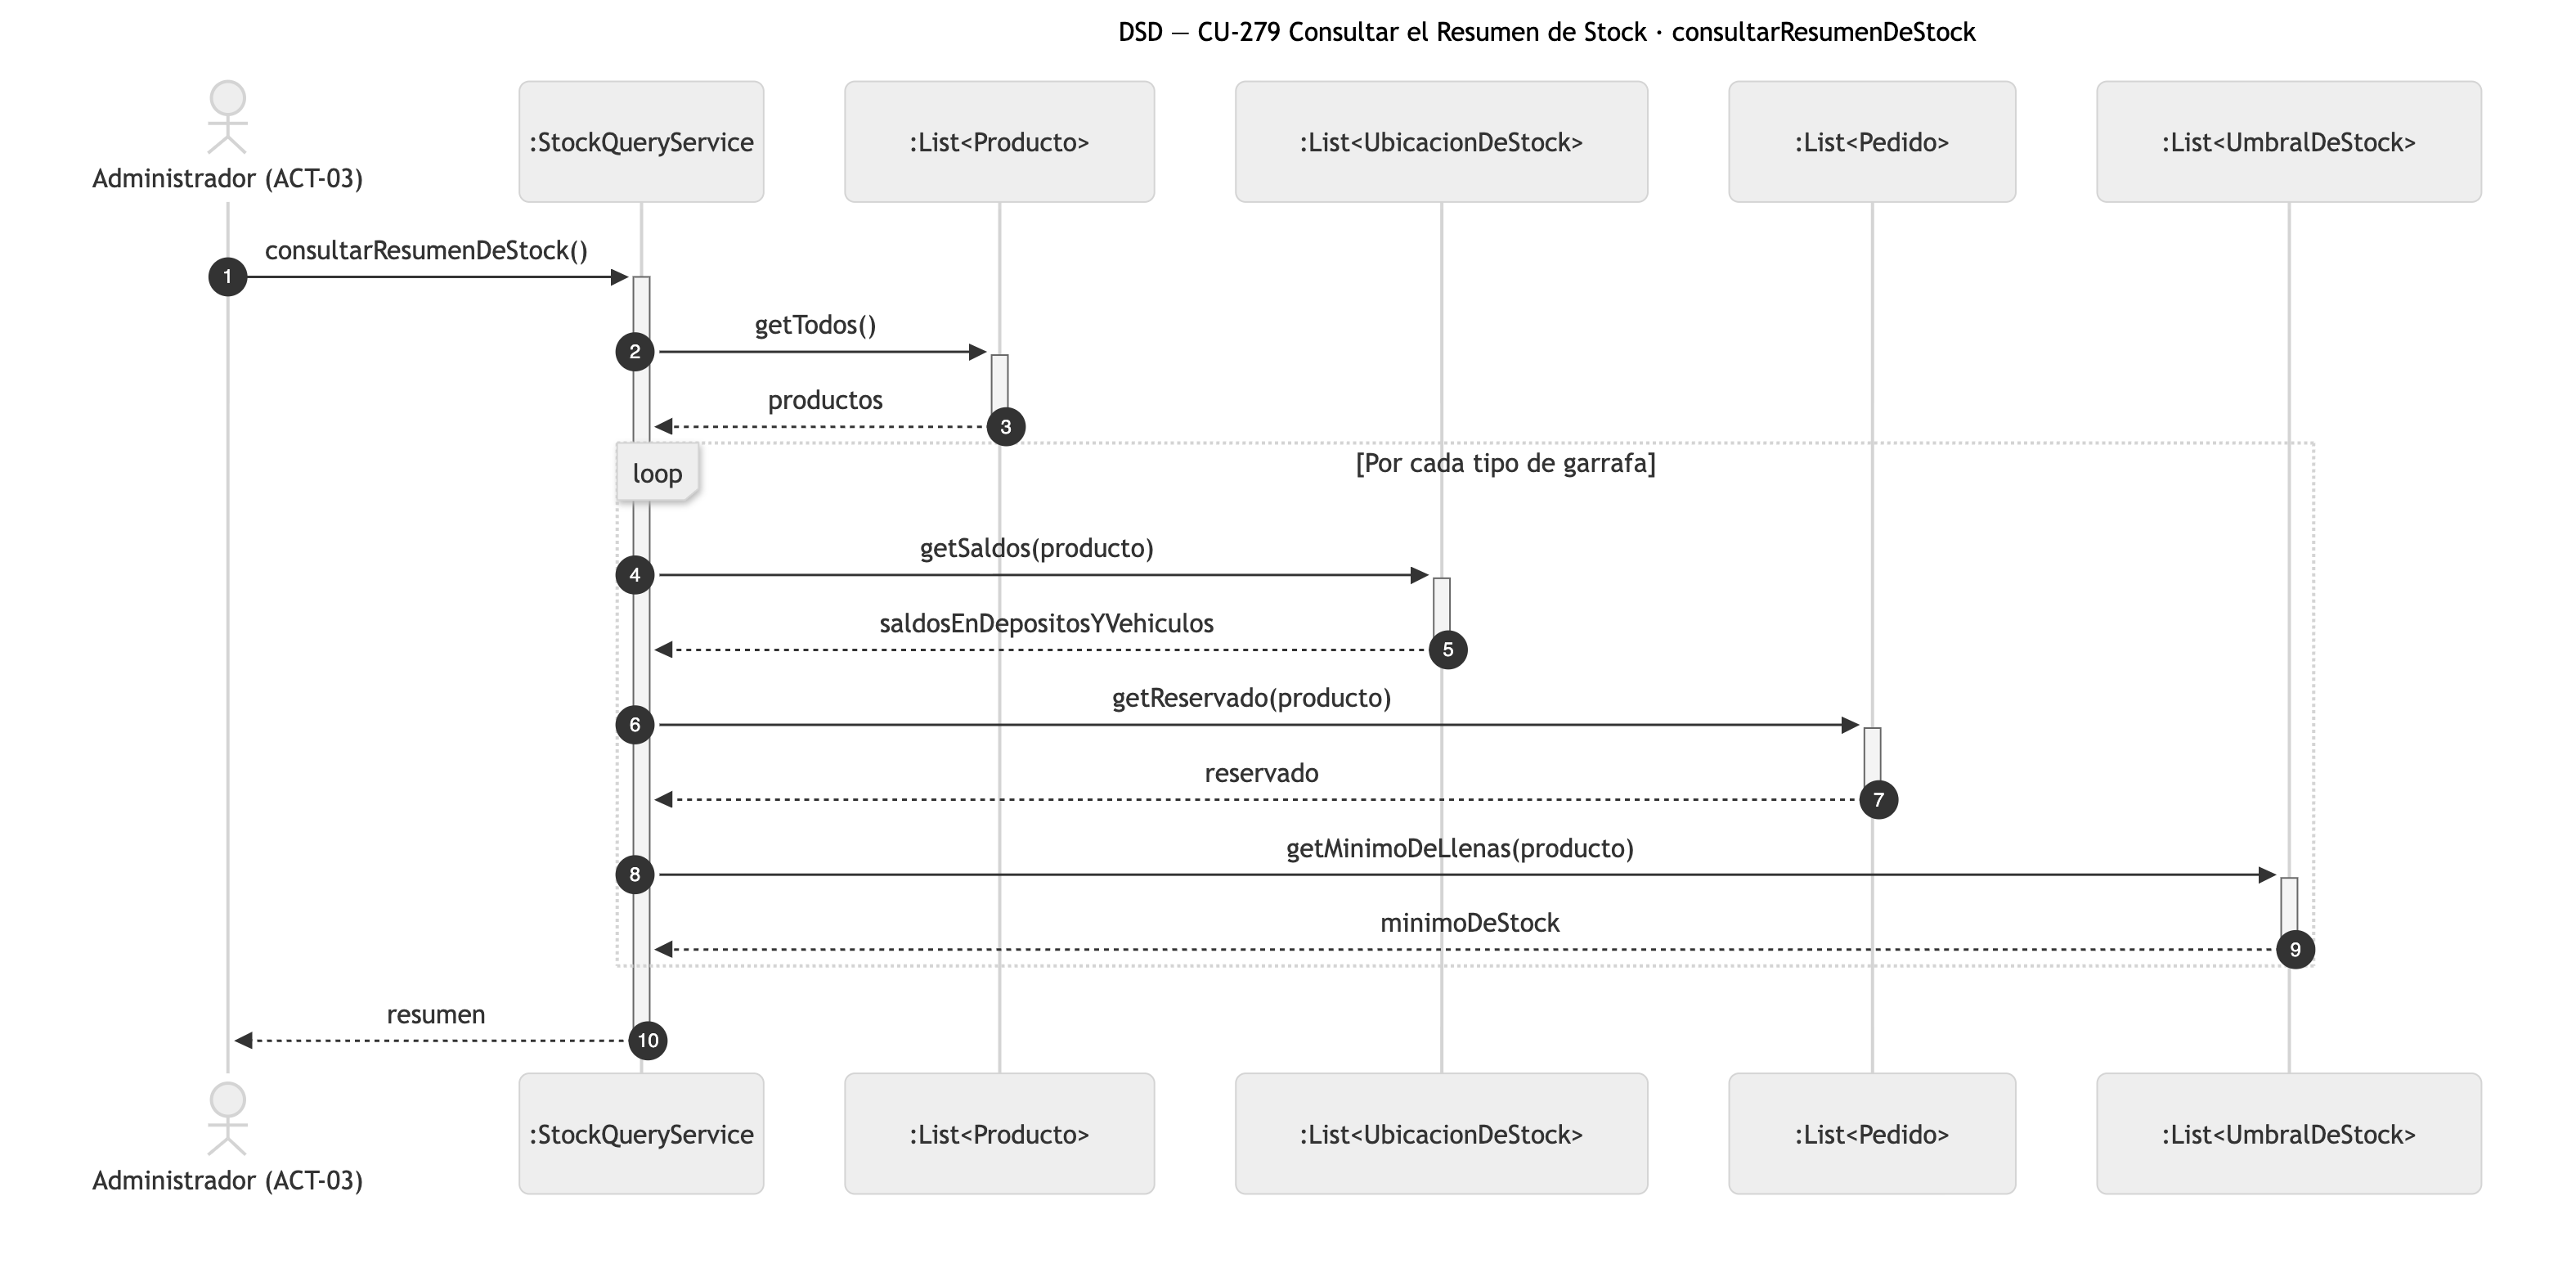 DSD — CU-279 Consultar el Resumen de Stock · consultarResumenDeStock
Administrador (ACT-03)
:StockQueryService
:List<Producto>
:List<UbicacionDeStock>
:List<Pedido>
:List<UmbralDeStock>
consultarResumenDeStock()
1
getTodos()
2
productos
3
loop
[Por cada tipo de garrafa]
getSaldos(producto)
4
saldosEnDepositosYVehiculos
5
getReservado(producto)
6
reservado
7
getMinimoDeLlenas(producto)
8
minimoDeStock
9
resumen
10
Administrador (ACT-03)
:StockQueryService
:List<Producto>
:List<UbicacionDeStock>
:List<Pedido>
:List<UmbralDeStock>